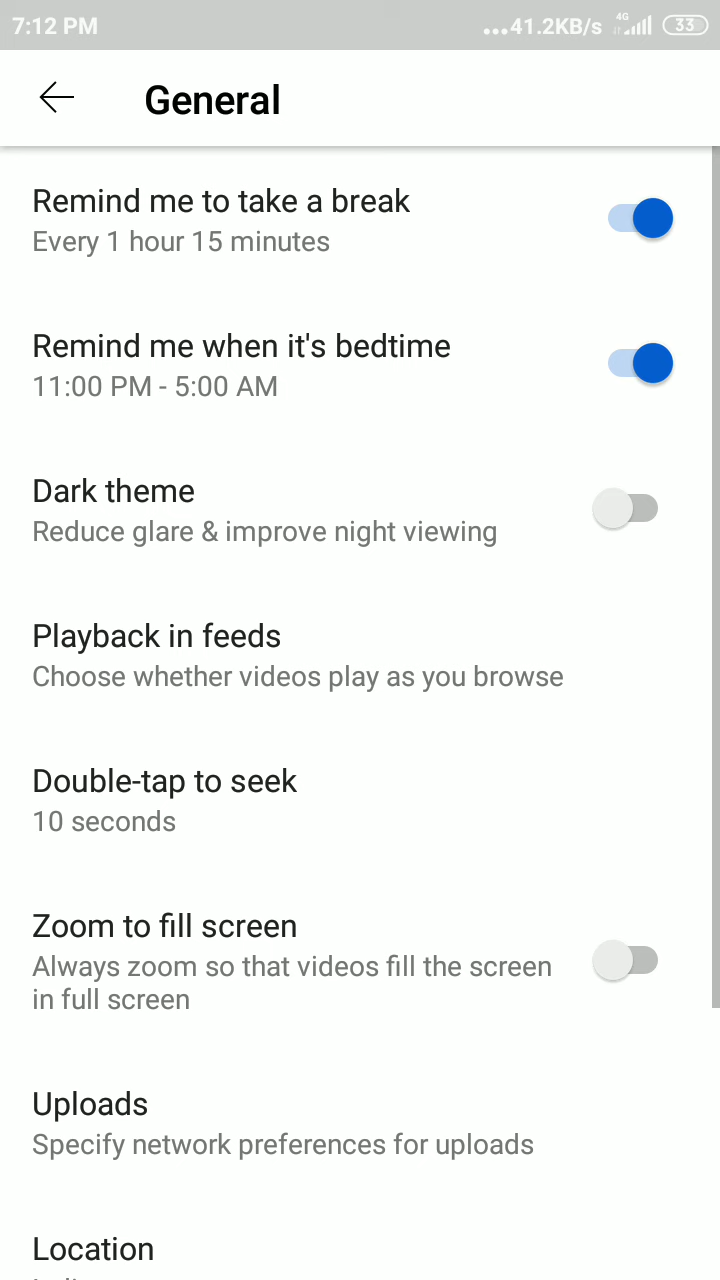 7:12 PM ...41.2KB/s 4G 33
General
Remind me to take a break
Every 1 hour 15 minutes
Remind me when it's bedtime
11:00 PM - 5:00 AM
Dark theme
Reduce glare & improve night viewing
Playback in feeds
Choose whether videos play as you browse
Double-tap to seek
10 seconds
Zoom to fill screen
Always zoom so that videos fill the screen
in full screen
Uploads
Specify network preferences for uploads
Location